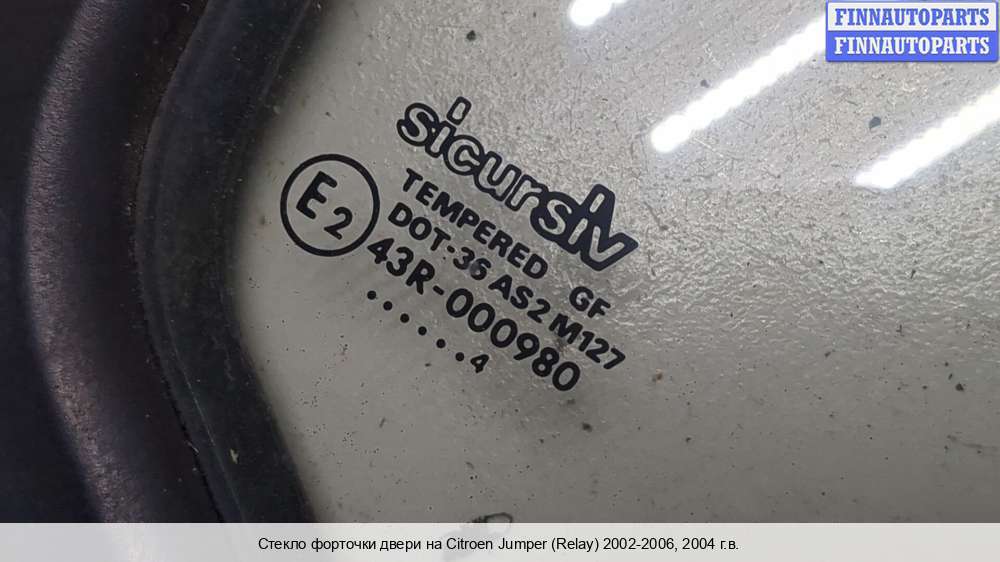 FINNAUTOPARTS
FINNAUTOPARTS
sicursiv
TEMPERED GF
E2
DOT-36 AS2 M127
43R-000980
......4
Стекло форточки двери на Citroen Jumper (Relay) 2002-2006, 2004 г.в.